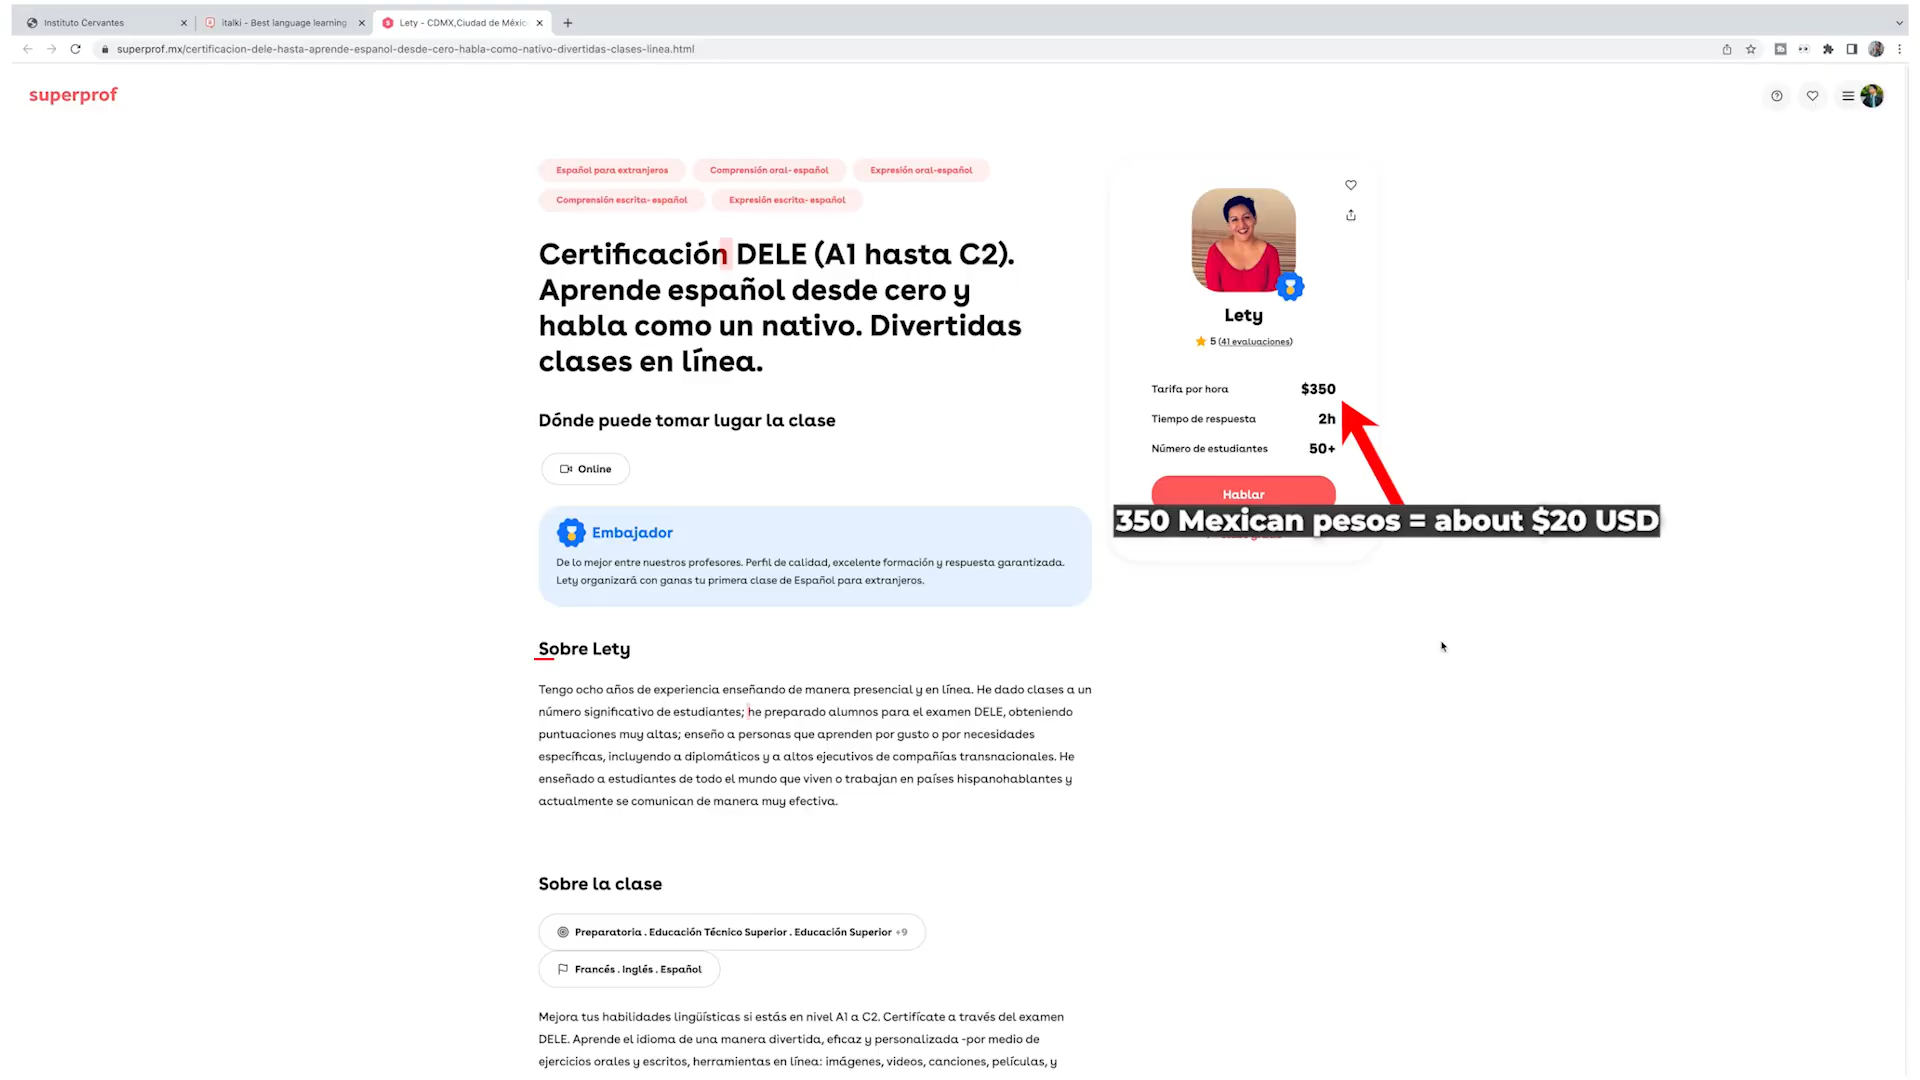 Instituto Cervantes
italki - Best language learning
Lety - CDMX,Ciudad de Méxic
superprof.mx/certificacion-dele-hasta-aprende-espanol-desde-cero-habla-como-nativo-divertidas-clases-linea.html
superprof
Español para extranjeros
Comprensión oral- español
Expresión oral-español
Comprensión escrita- español
Expresión escrita- español
Certificación DELE (A1 hasta C2).
Aprende español desde cero y
habla como un nativo. Divertidas
clases en línea.
Dónde puede tomar lugar la clase
Online
Embajador
De lo mejor entre nuestros profesores. Perfil de calidad, excelente formación y respuesta garantizada.
Lety organizará con ganas tu primera clase de Español para extranjeros.
Lety
5 (41 evaluaciones)
Tarifa por hora $350
Tiempo de respuesta 2h
Número de estudiantes 50+
Hablar
350 Mexican pesos = about $20 USD
Sobre Lety
Tengo ocho años de experiencia enseñando de manera presencial y en línea. He dado clases a un
número significativo de estudiantes; he preparado alumnos para el examen DELE, obteniendo
puntuaciones muy altas; enseño a personas que aprenden por gusto o por necesidades
específicas, incluyendo a diplomáticos y a altos ejecutivos de compañías transnacionales. He
enseñado a estudiantes de todo el mundo que viven o trabajan en países hispanohablantes y
actualmente se comunican de manera muy efectiva.
Sobre la clase
Preparatoria . Educación Técnico Superior . Educación Superior +9
Francés . Inglés . Español
Mejora tus habilidades lingüísticas si estás en nivel A1 a C2. Certifícate a través del examen
DELE. Aprende el idioma de una manera divertida, eficaz y personalizada -por medio de
ejercicios orales y escritos, herramientas en línea: imágenes, videos, canciones, películas, y